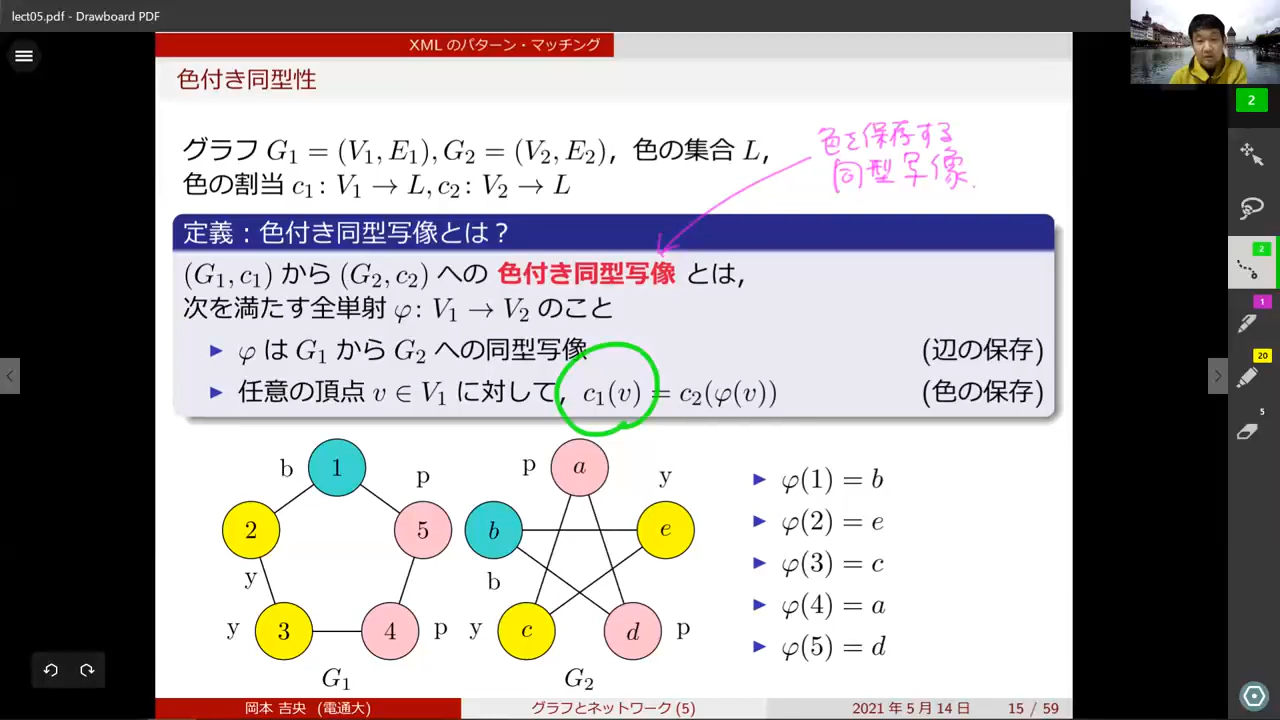 lect05.pdf - Drawboard PDF
XML のパターン・マッチング
色付き同型性
グラフ G₁ = (V₁, E₁), G₂ = (V₂, E₂), 色の集合 L,
色の割当 c₁: V₁ → L, c₂: V₂ → L
色を保存する
同型写像.
定義：色付き同型写像とは？
(G₁, c₁) から (G₂, c₂) への 色付き同型写像 とは,
次を満たす全単射 φ: V₁ → V₂ のこと
▶ φ は G₁ から G₂ への同型写像 (辺の保存)
▶ 任意の頂点 v ∈ V₁ に対して, c₁(v) = c₂(φ(v)) (色の保存)
b 1
p
2
5
y
y 3
4 p
G₁
p a
y
b
e
b
y c
d p
G₂
▶ φ(1) = b
▶ φ(2) = e
▶ φ(3) = c
▶ φ(4) = a
▶ φ(5) = d
岡本 吉央 (電通大) グラフとネットワーク (5) 2021 年 5 月 14 日 15 / 59
2
2
1
20
5